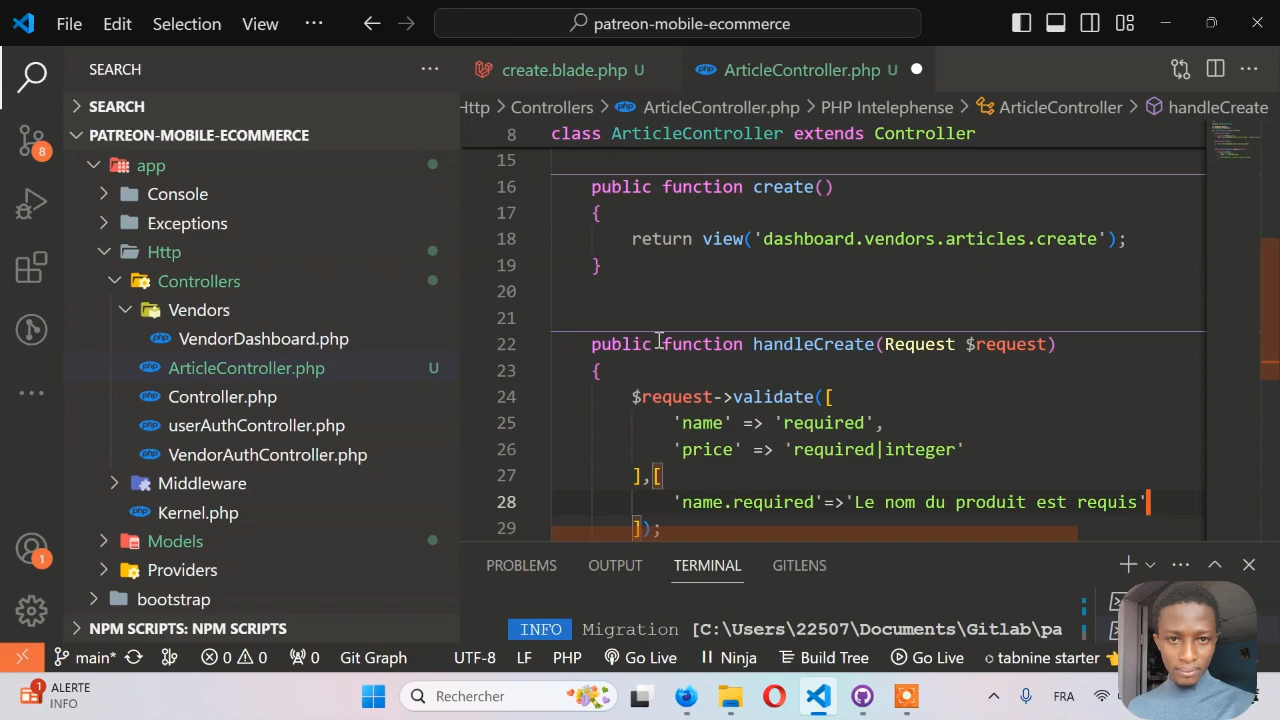 File Edit Selection View ··· patreon-mobile-ecommerce
SEARCH ···
create.blade.php U ArticleController.php U
SEARCH
Http > Controllers > ArticleController.php > PHP Intelephense > ArticleController > handleCreate
PATREON-MOBILE-ECOMMERCE
app
Console
Exceptions
Http
Controllers
Vendors
VendorDashboard.php
ArticleController.php U
Controller.php
userAuthController.php
VendorAuthController.php
Middleware
Kernel.php
Models
Providers
bootstrap
NPM SCRIPTS: NPM SCRIPTS
8
1
8 class ArticleController extends Controller
15
16 public function create()
17 {
18 return view('dashboard.vendors.articles.create');
19 }
20
21
22 public function handleCreate(Request $request)
23 {
24 $request->validate([
25 'name' => 'required',
26 'price' => 'required|integer'
27 ],[
28 'name.required'=>'Le nom du produit est requis'
29 ]);
PROBLEMS OUTPUT TERMINAL GITLENS
INFO Migration [C:\Users\22507\Documents\Gitlab\pa
main* 0 0 0 Git Graph UTF-8 LF PHP Go Live Ninja Build Tree Go Live tabnine starter
1 ALERTE
INFO
Rechercher
FRA